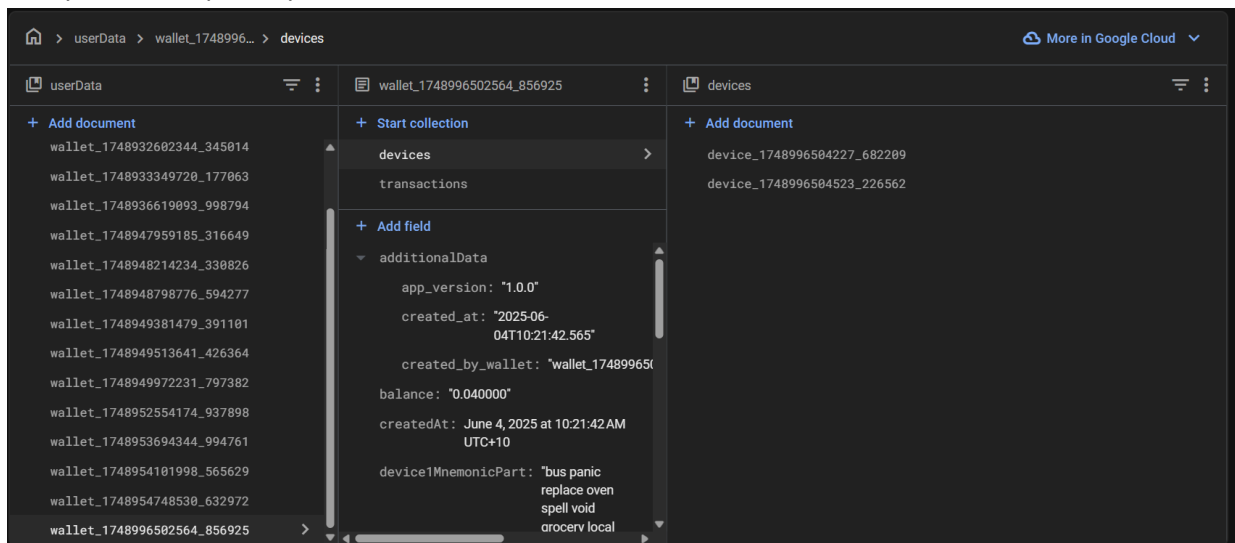 userData > wallet_1748996… > devices
More in Google Cloud
userData
wallet_1748996502564_856925
devices
+ Add document
wallet_1748932602344_345014
wallet_1748933349720_177063
wallet_1748936619093_998794
wallet_1748947959185_316649
wallet_1748948214234_330826
wallet_1748948798776_594277
wallet_1748949381479_391101
wallet_1748949513641_426364
wallet_1748949972231_797382
wallet_1748952554174_937898
wallet_1748953694344_994761
wallet_1748954101998_565629
wallet_1748954748530_632972
wallet_1748996502564_856925
+ Start collection
devices
transactions
+ Add field
additionalData
app_version: "1.0.0"
created_at: "2025-06-
04T10:21:42.565"
created_by_wallet: "wallet_174899650
balance: "0.040000"
createdAt: June 4, 2025 at 10:21:42 AM
UTC+10
device1MnemonicPart: "bus panic
replace oven
spell void
grocery local
+ Add document
device_1748996504227_682209
device_1748996504523_226562